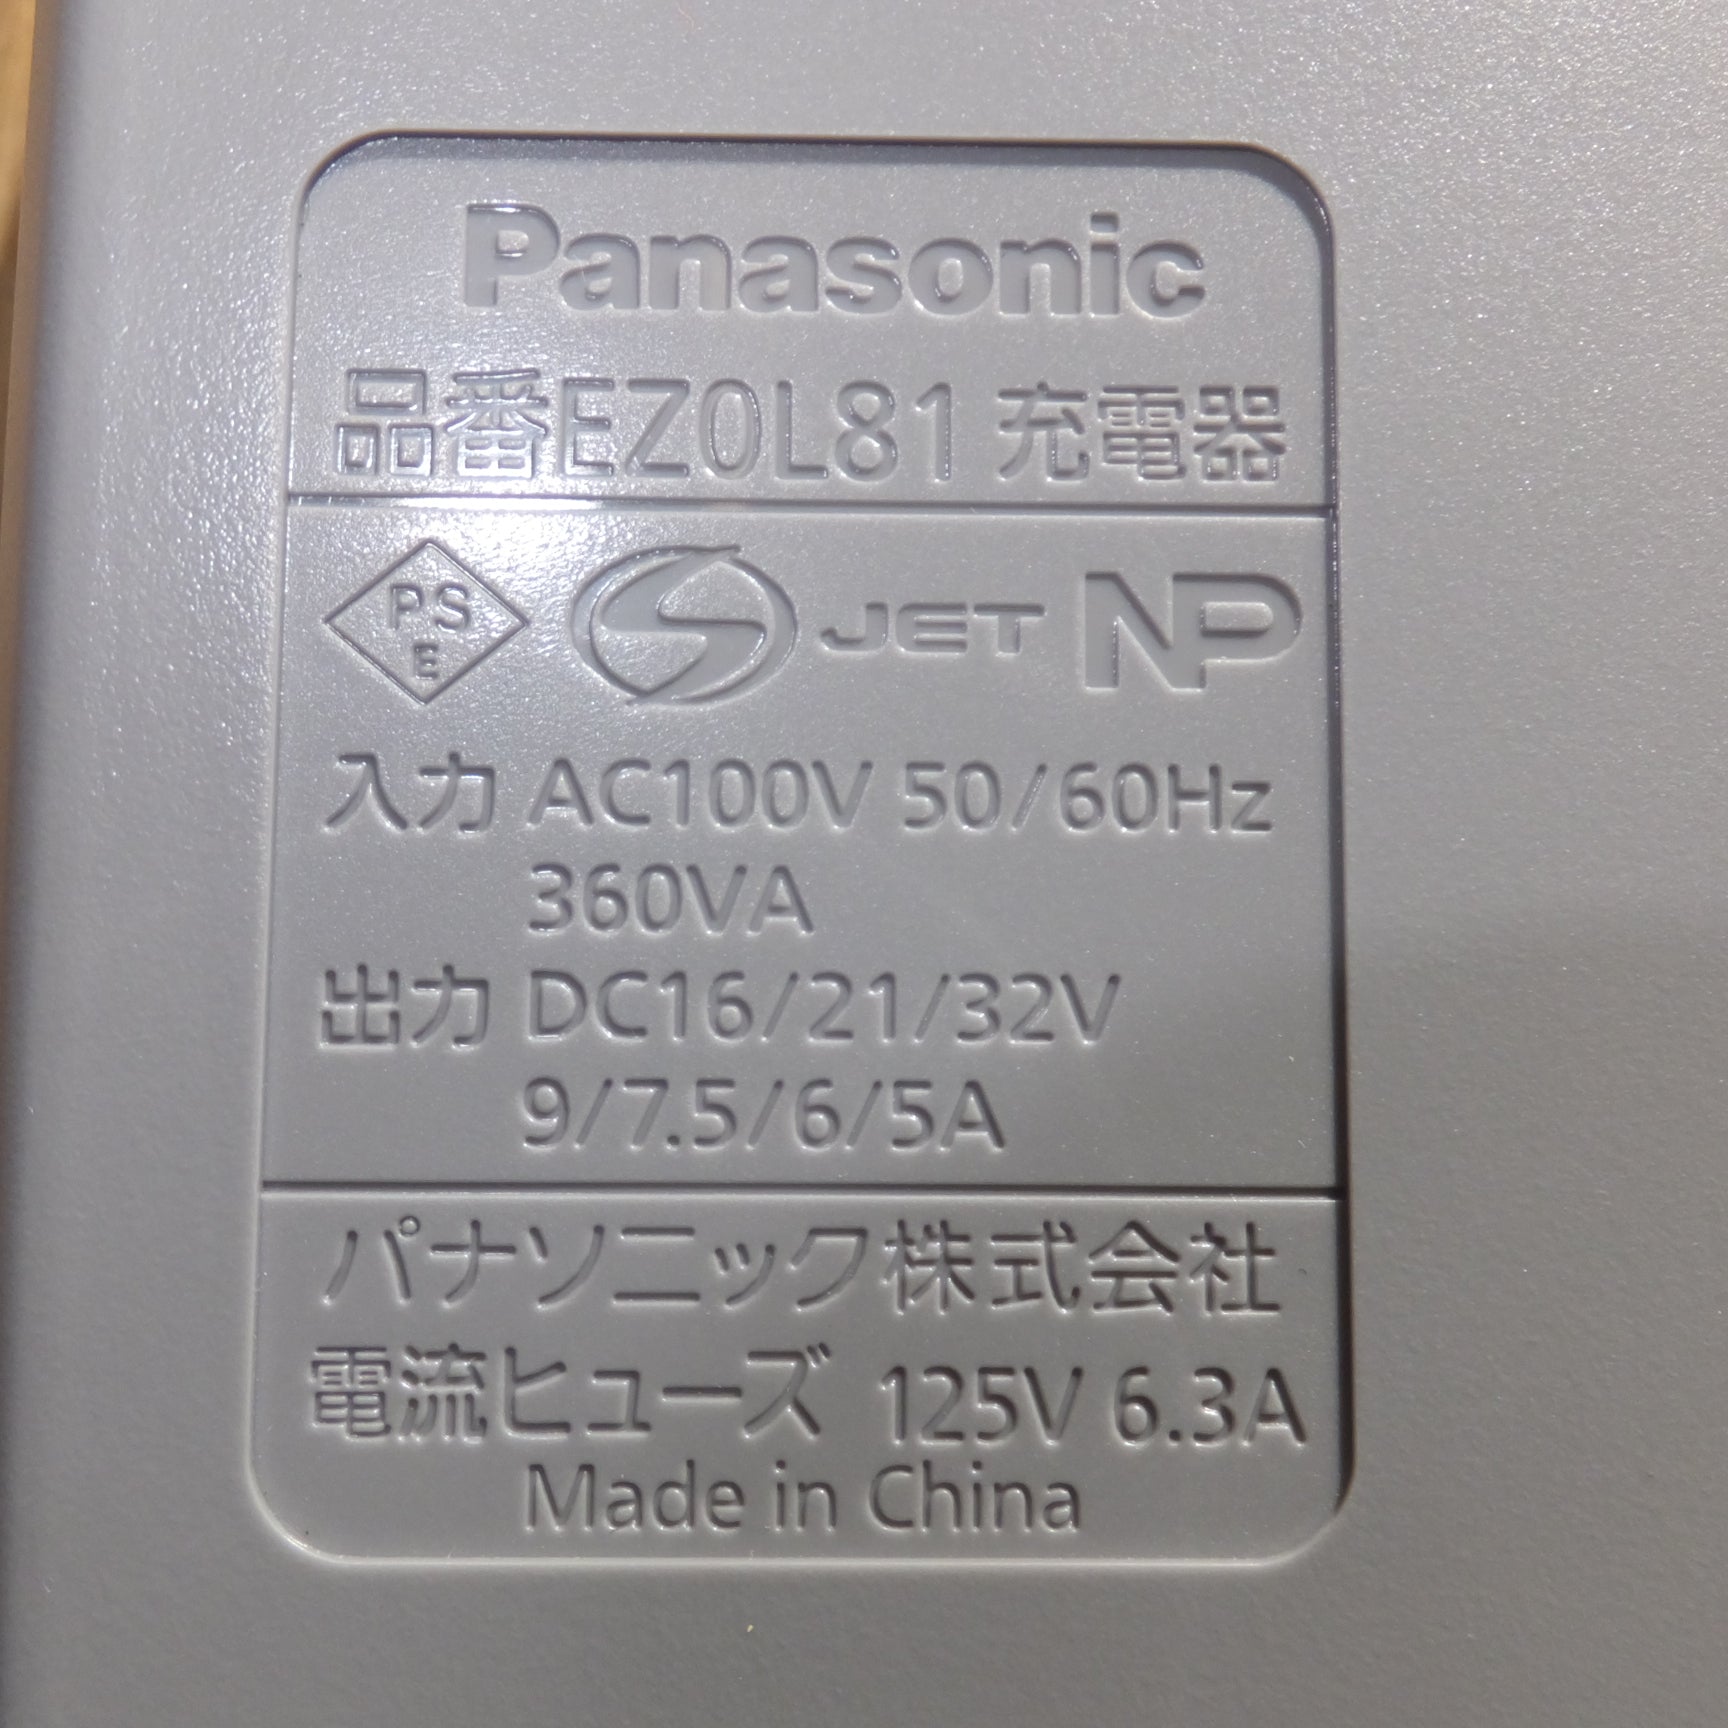 Panasonic
品番EZ0L81 充電器
PS
E
S JET NP
入力 AC100V 50/60Hz
360VA
出力 DC16/21/32V
9/7.5/6/5A
パナソニック株式会社
電流ヒューズ 125V 6.3A
Made in China